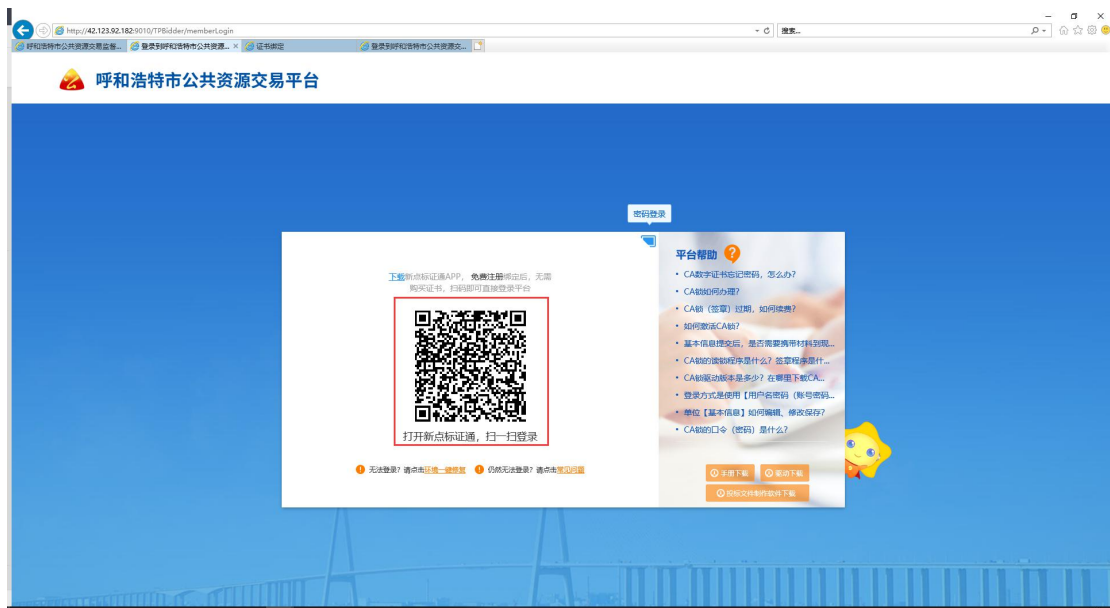 http://42.123.92.182:9010/TPBidder/memberLogin
搜索...
呼和浩特市公共资源交易监督...
登录到呼和浩特市公共资源...
证书绑定
登录到呼和浩特市公共资源交...
呼和浩特市公共资源交易平台
密码登录
下载新点标证通APP，免费注册绑定后，无需
购买证书，扫码即可直接登录平台
打开新点标证通，扫一扫登录
无法登录？请点击环境一键修复
仍然无法登录？请点击常见问题
平台帮助
CA数字证书忘记密码，怎么办?
CA锁如何办理?
CA锁（签章）过期，如何续费?
如何激活CA锁?
基本信息提交后，是否需要携带材料到现...
CA锁的读锁程序是什么？签章程序是什...
CA锁驱动版本是多少？在哪里下载CA...
登录方式是使用【用户名密码（账号密码...
单位【基本信息】如何编辑、修改保存?
CA锁的口令（密码）是什么?
手册下载
驱动下载
投标文件制作软件下载